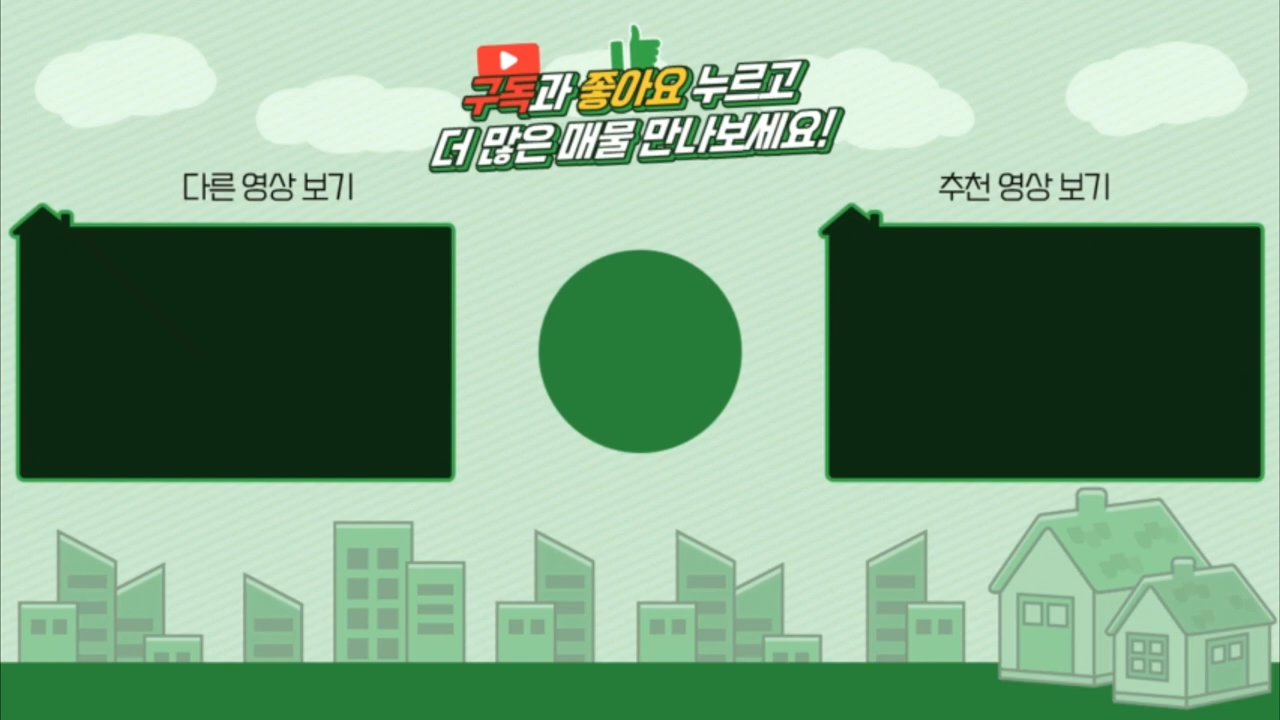 구독과 좋아요 누르고
더 많은 매물 만나보세요!
다른 영상 보기
추천 영상 보기